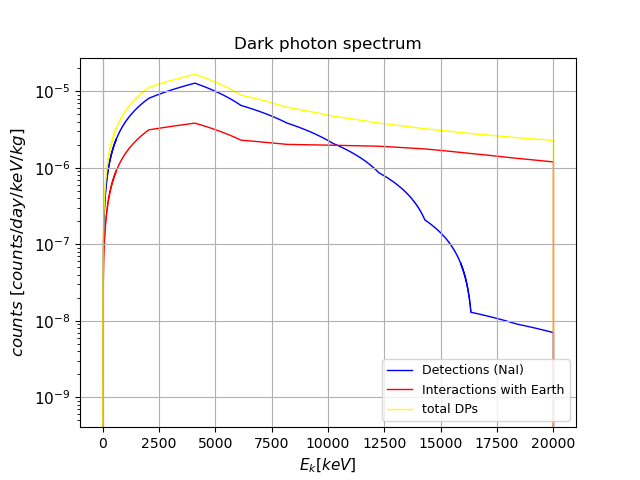 Dark photon spectrum
counts [counts/day/keV/kg]
10⁻⁵
10⁻⁶
10⁻⁷
10⁻⁸
10⁻⁹
Detections (NaI)
Interactions with Earth
total DPs
0 2500 5000 7500 10000 12500 15000 17500 20000
E_k[keV]